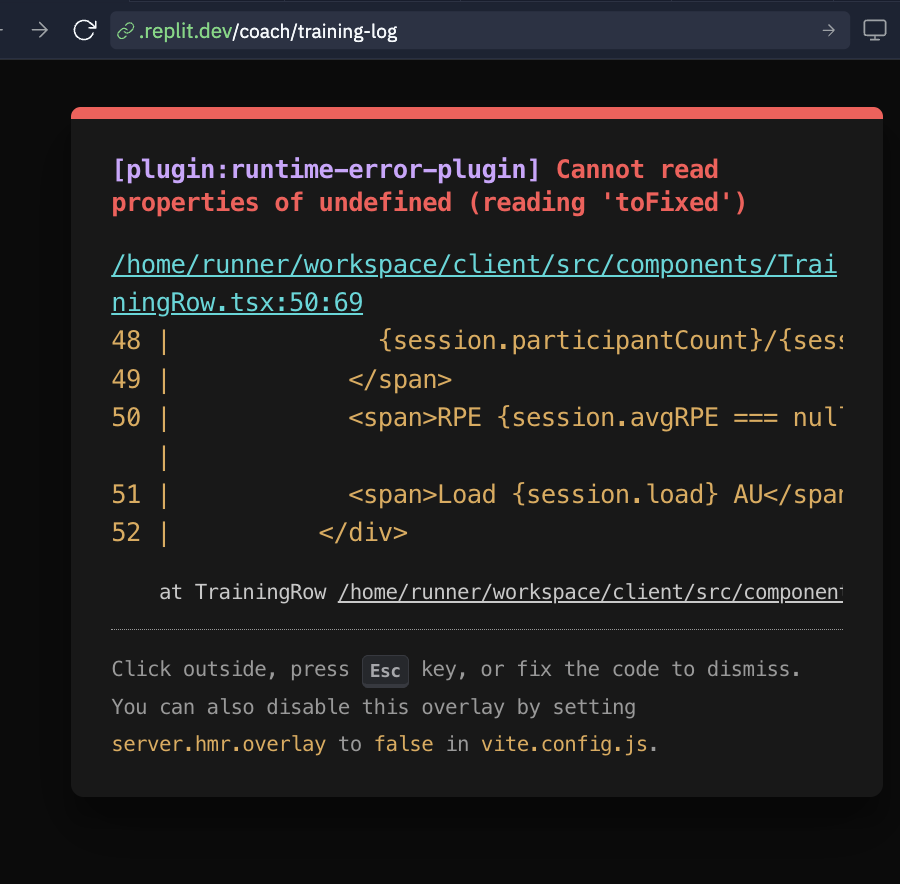 .replit.dev/coach/training-log
[plugin:runtime-error-plugin] Cannot read
properties of undefined (reading 'toFixed')
/home/runner/workspace/client/src/components/Trai
ningRow.tsx:50:69
48 |              {session.participantCount}/{sess
49 |            </span>
50 |            <span>RPE {session.avgRPE === null
|
51 |            <span>Load {session.load} AU</span
52 |          </div>
at TrainingRow /home/runner/workspace/client/src/component
Click outside, press Esc key, or fix the code to dismiss.
You can also disable this overlay by setting
server.hmr.overlay to false in vite.config.js.